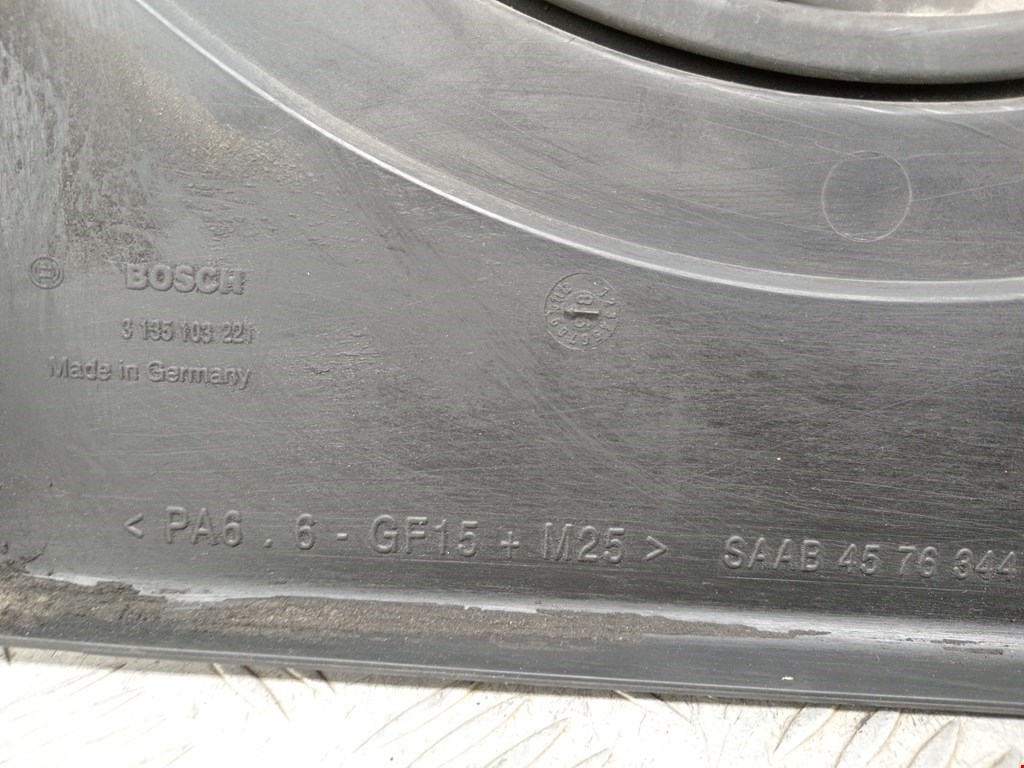 BOSCH
3 135 103 221
Made in Germany
< PA6 . 6 - GF15 + M25 > SAAB 45 76 344